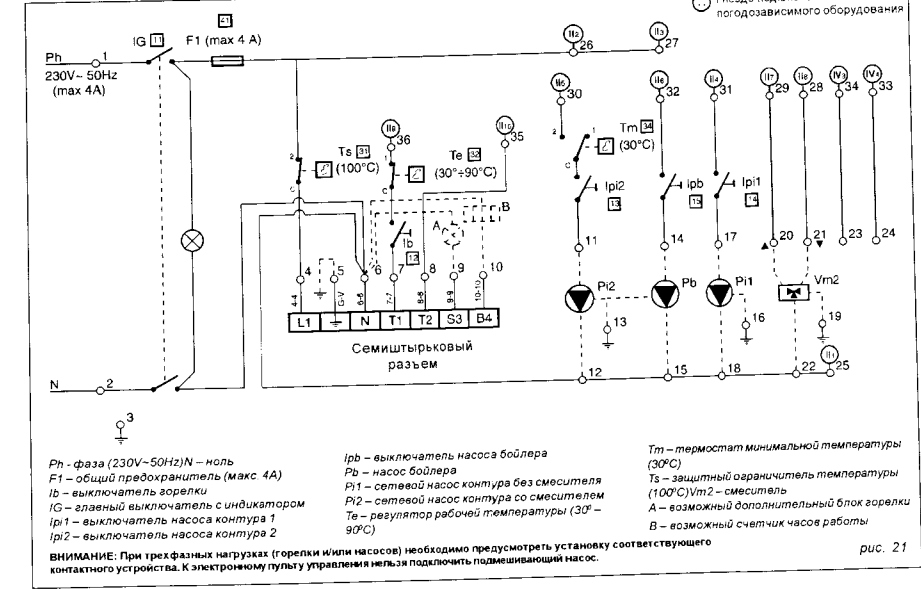 погодозависимого оборудования
41
IG 11
F1 (max 4 A)
Ph 1
230V~ 50Hz
(max 4A)
II2
26
II3
27
II5
30
II6
32
II4
31
II7
29
II8
28
IV3
34
IV4
33
II9
36
II10
35
2
Ts 31
(100°C)
C
1
Te 32
(30°÷90°C)
C
2
1
Tm 34
(30°C)
C
Ipi2
13
Ipb
15
Ipi1
14
B
A
Ib
12
4
5
6
7
8
9
10
4-4
G-V
6-6
7-7
8-8
9-9
10-10
L1
N
T1
T2
S3
B4
Семиштырьковый
разъем
11
14
17
20
21
23
24
Pi2
Pb
Pi1
Vm2
13
16
19
II1
N
2
12
15
18
22
25
3
Ph - фаза (230V~50Hz)N – ноль
F1 – общий предохранитель (макс. 4A)
Ib – выключатель горелки
IG – главный выключатель с индикатором
Ipi1 – выключатель насоса контура 1
Ipi2 – выключатель насоса контура 2
Ipb – выключатель насоса бойлера
Pb – насос бойлера
Pi1 – сетевой насос контура без смесителя
Pi2 – сетевой насос контура со смесителем
Te – регулятор рабочей температуры (30° –
90°C)
Tm – термостат минимальной температуры
(30°C)
Ts – защитный ограничитель температуры
(100°C)Vm2 – смеситель
A – возможный дополнительный блок горелки
B – возможный счетчик часов работы
ВНИМАНИЕ: При трехфазных нагрузках (горелки и/или насосов) необходимо предусмотреть установку соответствующего
контактного устройства. К электронному пульту управления нельзя подключить подмешивающий насос.
рис. 21